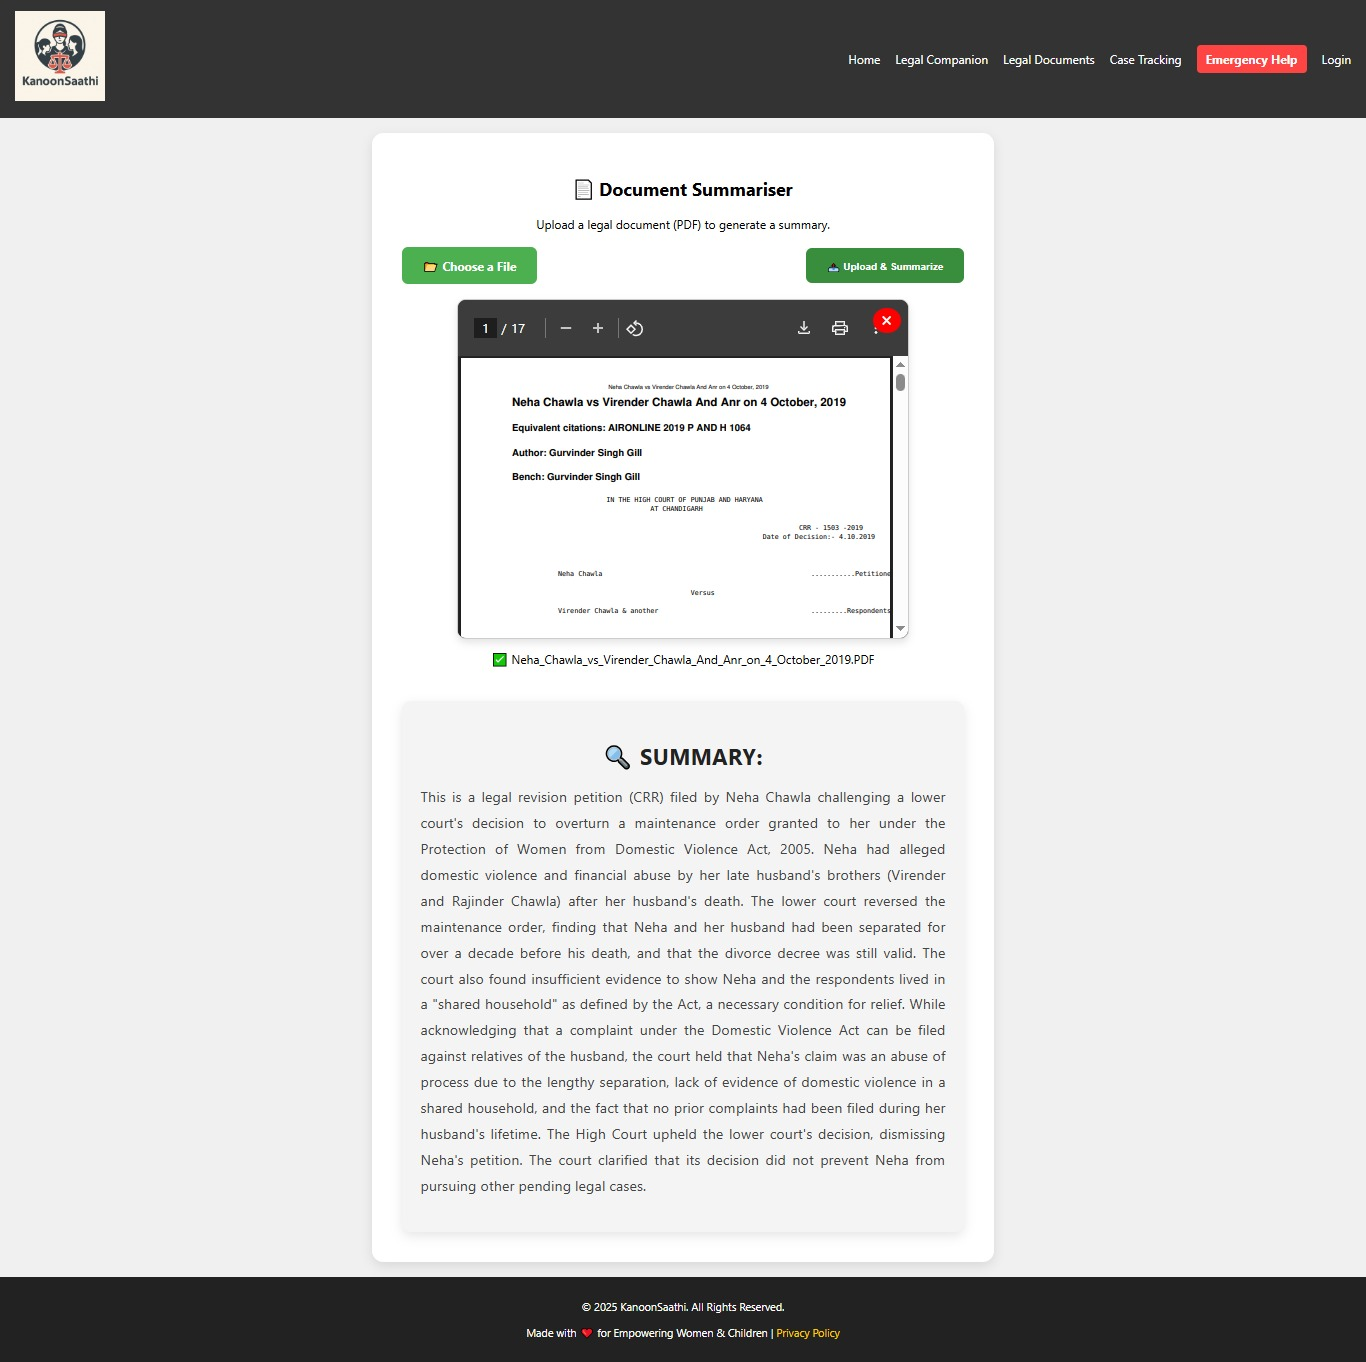 KanoonSaathi
Home Legal Companion Legal Documents Case Tracking Emergency Help Login
Document Summariser
Upload a legal document (PDF) to generate a summary.
Choose a File
Upload & Summarize
1 / 17
Neha Chawla vs Virender Chawla And Anr on 4 October, 2019
Neha Chawla vs Virender Chawla And Anr on 4 October, 2019
Equivalent citations: AIRONLINE 2019 P AND H 1064
Author: Gurvinder Singh Gill
Bench: Gurvinder Singh Gill
IN THE HIGH COURT OF PUNJAB AND HARYANA
AT CHANDIGARH
CRR - 1503 -2019
Date of Decision:- 4.10.2019
Neha Chawla ...........Petitione
Versus
Virender Chawla & another .........Respondents
Neha_Chawla_vs_Virender_Chawla_And_Anr_on_4_October_2019.PDF
SUMMARY:
This is a legal revision petition (CRR) filed by Neha Chawla challenging a lower
court's decision to overturn a maintenance order granted to her under the
Protection of Women from Domestic Violence Act, 2005. Neha had alleged
domestic violence and financial abuse by her late husband's brothers (Virender
and Rajinder Chawla) after her husband's death. The lower court reversed the
maintenance order, finding that Neha and her husband had been separated for
over a decade before his death, and that the divorce decree was still valid. The
court also found insufficient evidence to show Neha and the respondents lived in
a "shared household" as defined by the Act, a necessary condition for relief. While
acknowledging that a complaint under the Domestic Violence Act can be filed
against relatives of the husband, the court held that Neha's claim was an abuse of
process due to the lengthy separation, lack of evidence of domestic violence in a
shared household, and the fact that no prior complaints had been filed during her
husband's lifetime. The High Court upheld the lower court's decision, dismissing
Neha's petition. The court clarified that its decision did not prevent Neha from
pursuing other pending legal cases.
© 2025 KanoonSaathi. All Rights Reserved.
Made with ❤️ for Empowering Women & Children | Privacy Policy